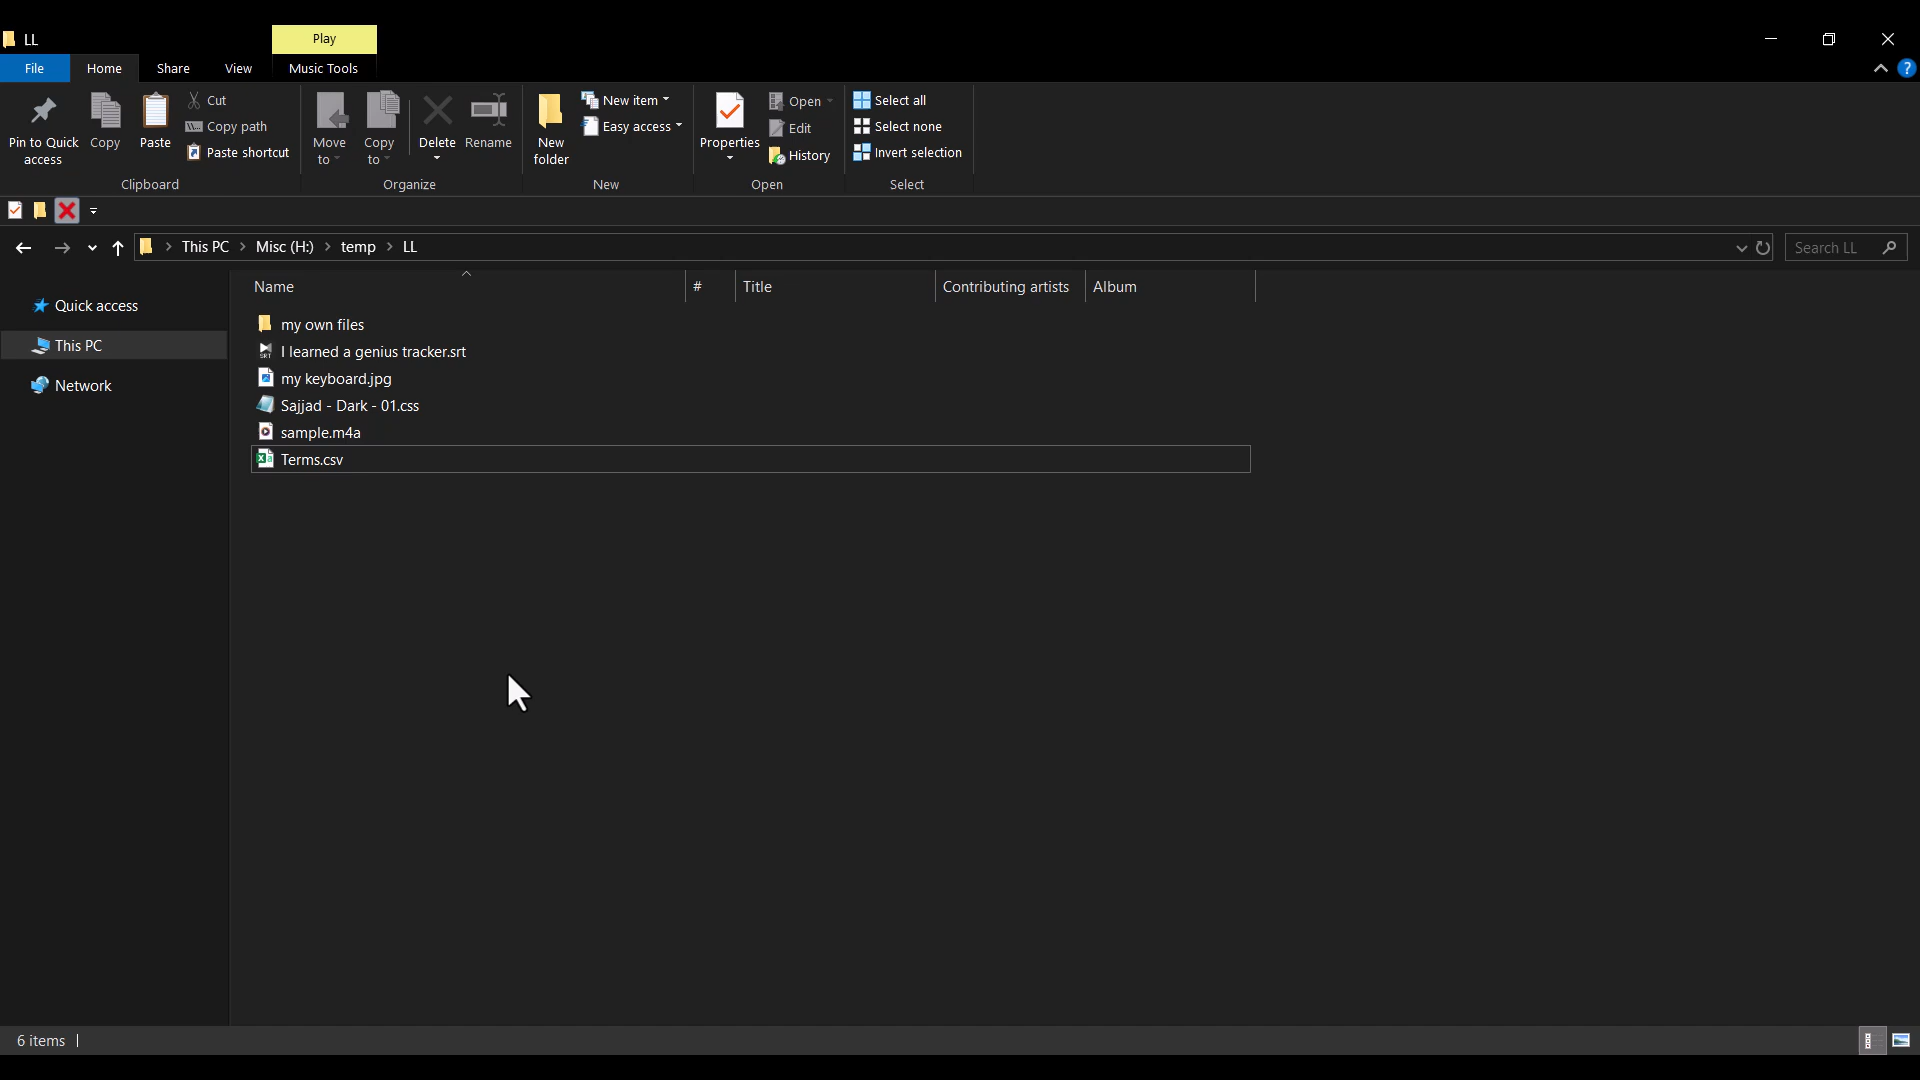 LL
Play
File Home Share View Music Tools
Pin to Quick access
Copy
Paste
Cut
Copy path
Paste shortcut
Clipboard
Move to
Copy to
Delete
Rename
Organize
New folder
New item
Easy access
New
Properties
Open
Edit
History
Open
Select all
Select none
Invert selection
Select
This PC > Misc (H:) > temp > LL
Search LL
Quick access
This PC
Network
Name # Title Contributing artists Album
my own files
I learned a genius tracker.srt
my keyboard.jpg
Sajjad - Dark - 01.css
sample.m4a
Terms.csv
6 items